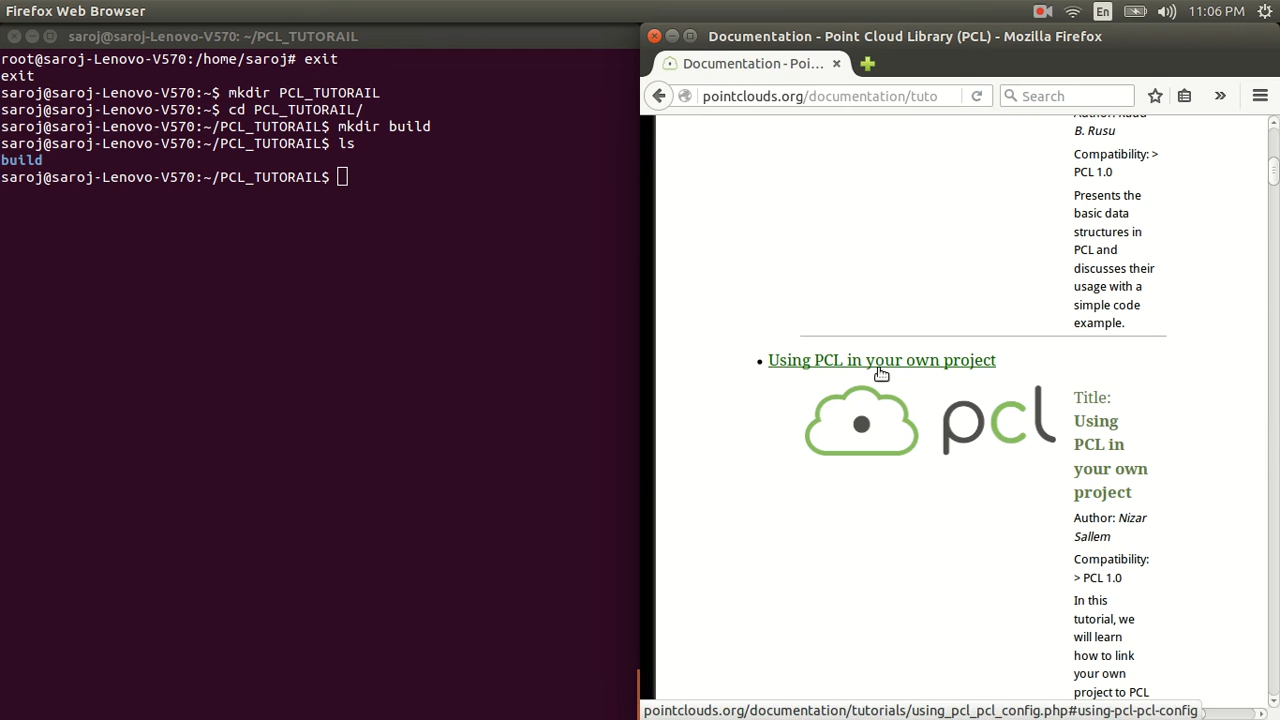 Firefox Web Browser
En
11:06 PM
saroj@saroj-Lenovo-V570: ~/PCL_TUTORAIL
root@saroj-Lenovo-V570:/home/saroj# exit
exit
saroj@saroj-Lenovo-V570:~$ mkdir PCL_TUTORAIL
saroj@saroj-Lenovo-V570:~$ cd PCL_TUTORAIL/
saroj@saroj-Lenovo-V570:~/PCL_TUTORAIL$ mkdir build
saroj@saroj-Lenovo-V570:~/PCL_TUTORAIL$ ls
build
saroj@saroj-Lenovo-V570:~/PCL_TUTORAIL$
Documentation - Point Cloud Library (PCL) - Mozilla Firefox
Documentation - Poi...
pointclouds.org/documentation/tuto
Search
B. Rusu
Compatibility: >
PCL 1.0
Presents the
basic data
structures in
PCL and
discusses their
usage with a
simple code
example.
Using PCL in your own project
pcl
Title:
Using
PCL in
your own
project
Author: Nizar
Sallem
Compatibility:
> PCL 1.0
In this
tutorial, we
will learn
how to link
your own
project to PCL
pointclouds.org/documentation/tutorials/using_pcl_pcl_config.php#using-pcl-pcl-config